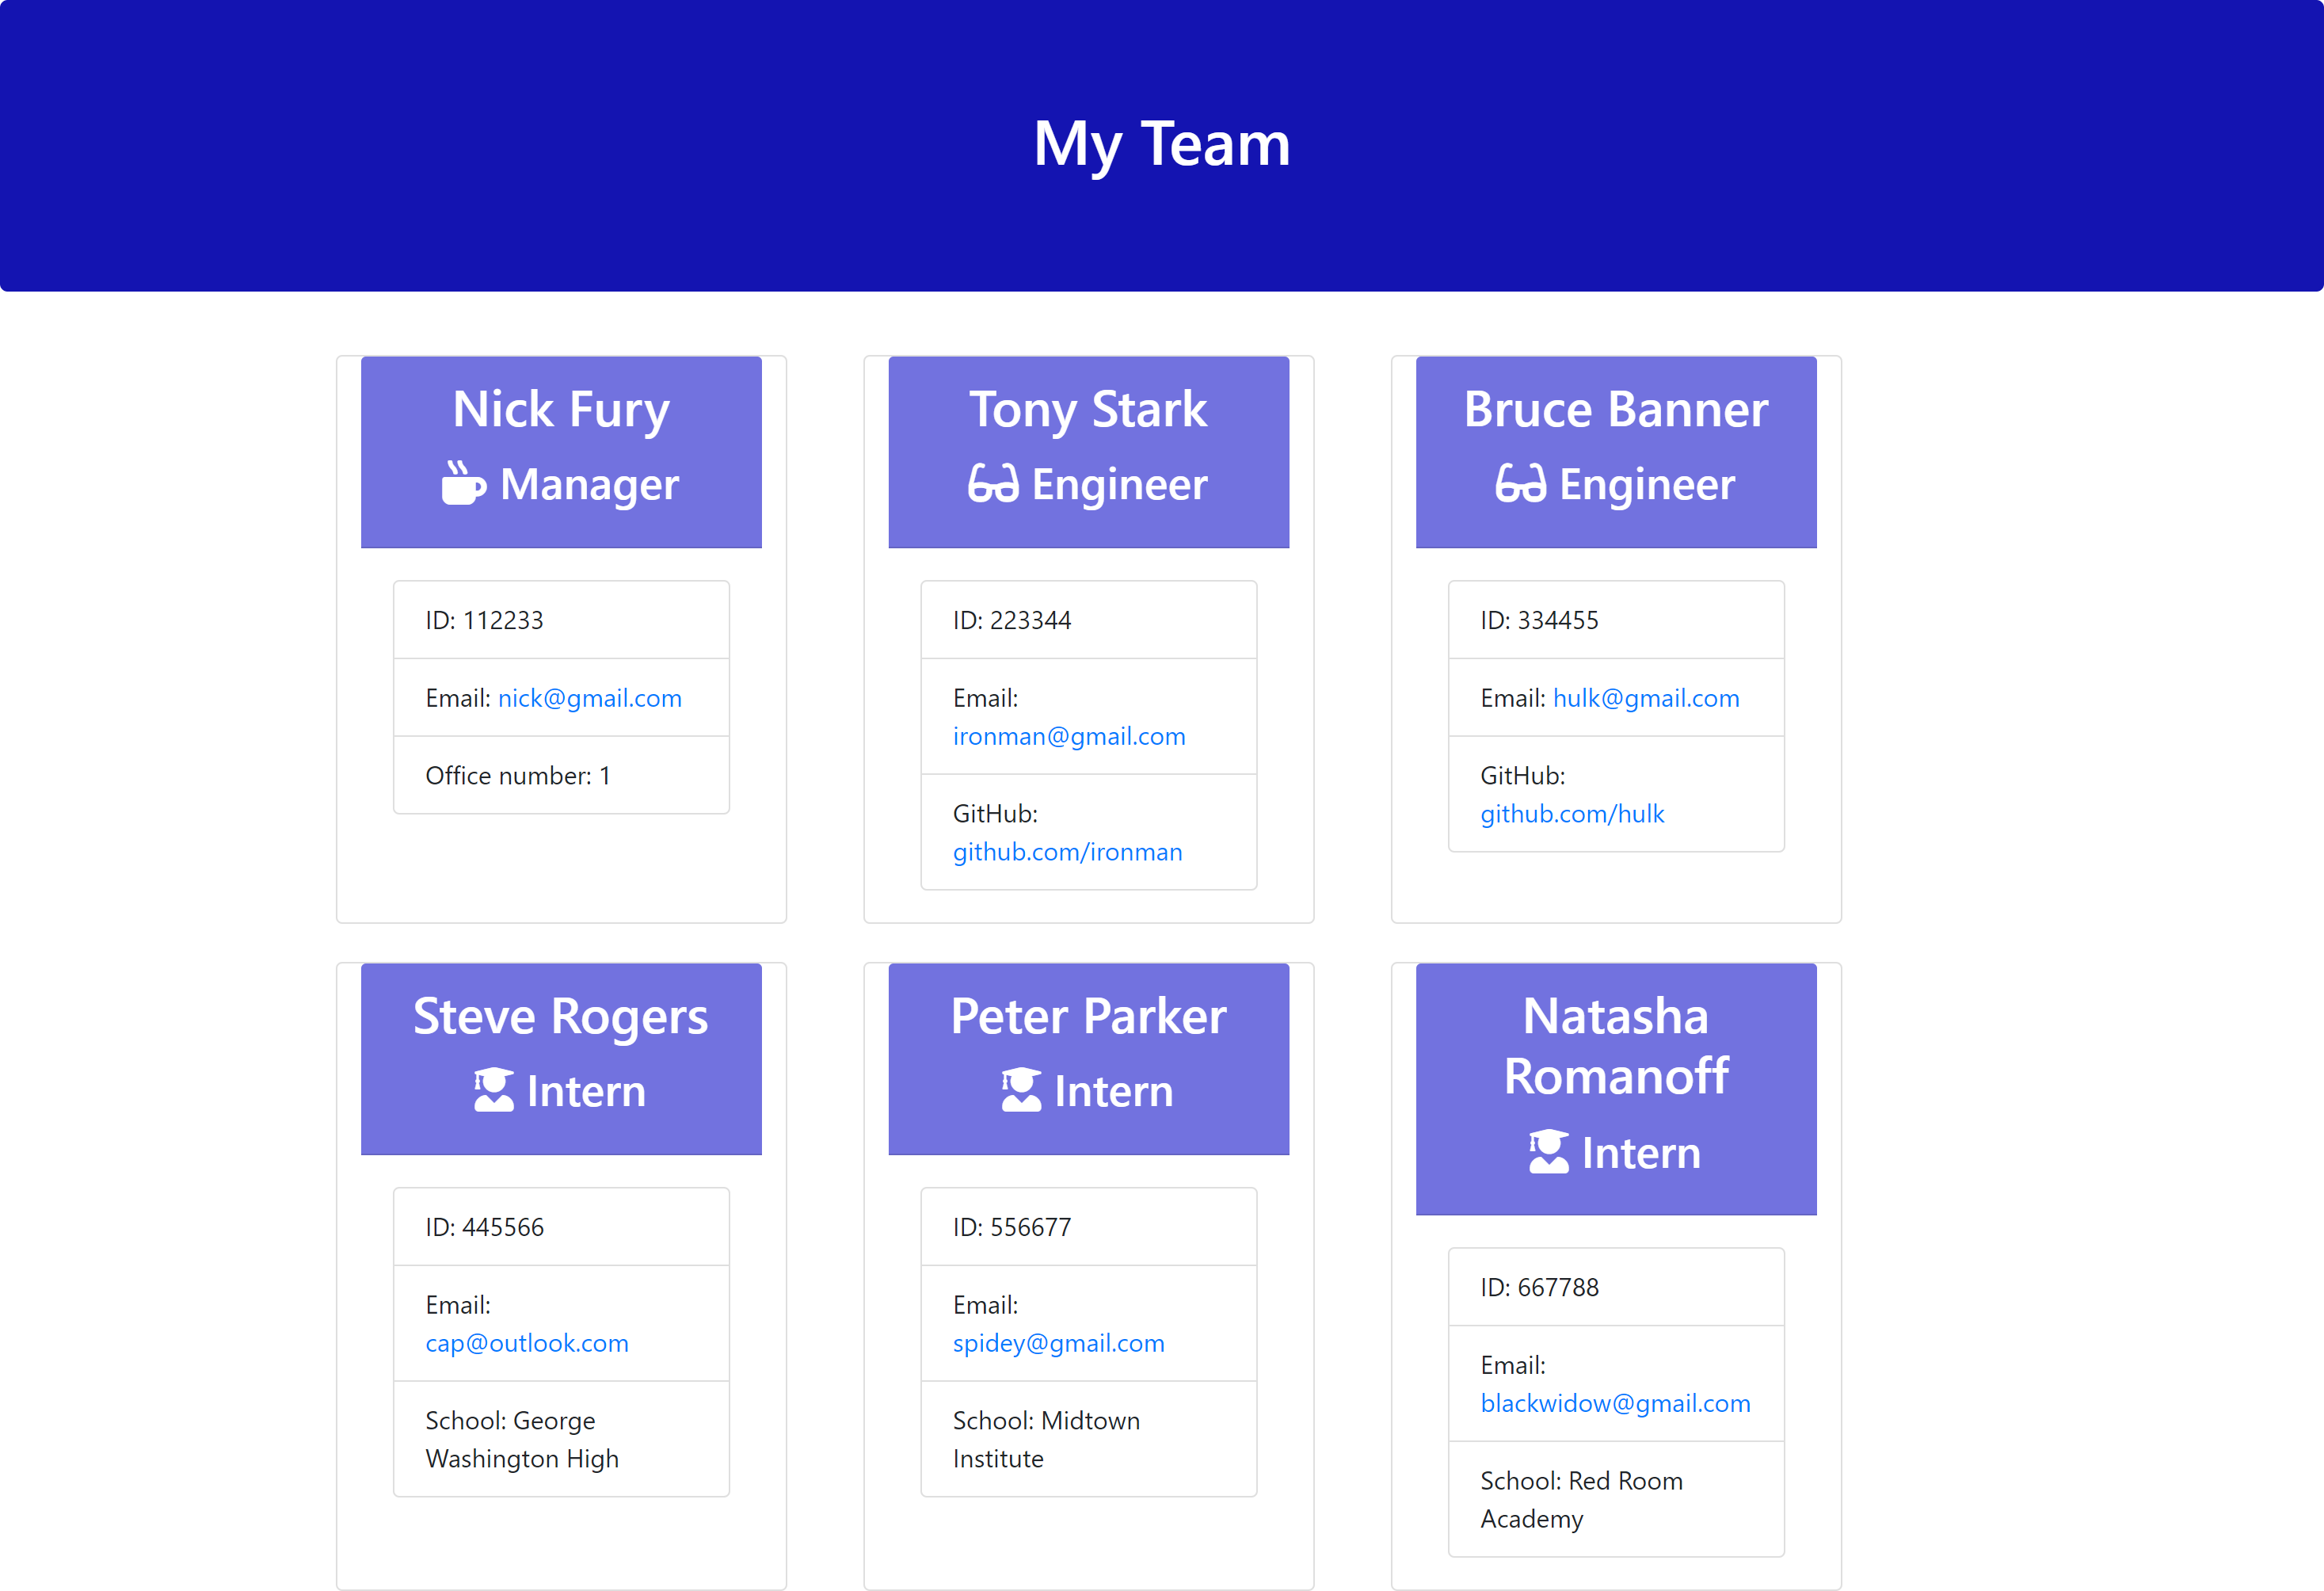 My Team
Nick Fury
Manager
ID: 112233
Email: nick@gmail.com
Office number: 1
Tony Stark
Engineer
ID: 223344
Email:
ironman@gmail.com
GitHub:
github.com/ironman
Bruce Banner
Engineer
ID: 334455
Email: hulk@gmail.com
GitHub:
github.com/hulk
Steve Rogers
Intern
ID: 445566
Email:
cap@outlook.com
School: George
Washington High
Peter Parker
Intern
ID: 556677
Email:
spidey@gmail.com
School: Midtown
Institute
Natasha
Romanoff
Intern
ID: 667788
Email:
blackwidow@gmail.com
School: Red Room
Academy